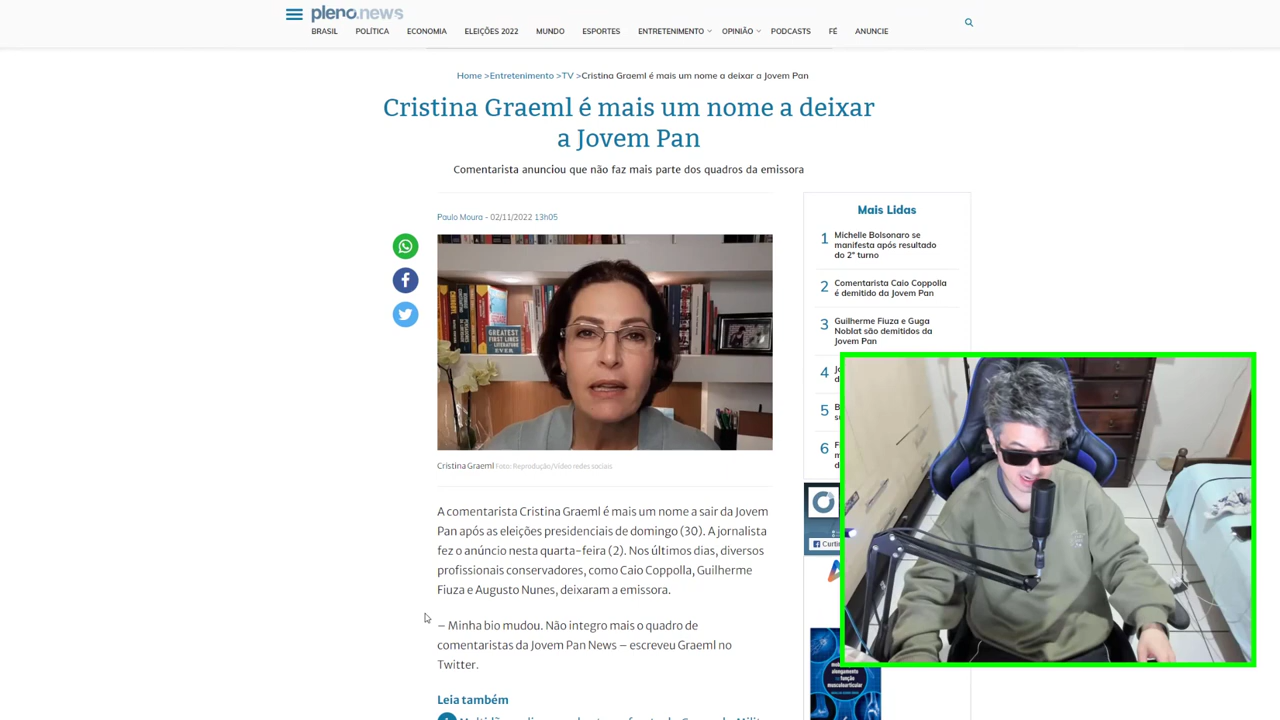 pleno.news
BRASIL POLÍTICA ECONOMIA ELEIÇÕES 2022 MUNDO ESPORTES ENTRETENIMENTO OPINIÃO PODCASTS FÉ ANUNCIE
Home >Entretenimento >TV >Cristina Graeml é mais um nome a deixar a Jovem Pan
Cristina Graeml é mais um nome a deixar
a Jovem Pan
Comentarista anunciou que não faz mais parte dos quadros da emissora
Paulo Moura - 02/11/2022 13h05
GREATEST
FIRST LINES
LITERATURE
EVER
Cristina Graeml Foto: Reprodução/Vídeo redes sociais
A comentarista Cristina Graeml é mais um nome a sair da Jovem
Pan após as eleições presidenciais de domingo (30). A jornalista
fez o anúncio nesta quarta-feira (2). Nos últimos dias, diversos
profissionais conservadores, como Caio Coppolla, Guilherme
Fiuza e Augusto Nunes, deixaram a emissora.
– Minha bio mudou. Não integro mais o quadro de
comentaristas da Jovem Pan News – escreveu Graeml no
Twitter.
Leia também
1
Mais Lidas
1 Michelle Bolsonaro se
manifesta após resultado
do 2º turno
2 Comentarista Caio Coppolla
é demitido da Jovem Pan
3 Guilherme Fiuza e Guga
Noblat são demitidos da
Jovem Pan
4
5
6
Curtir